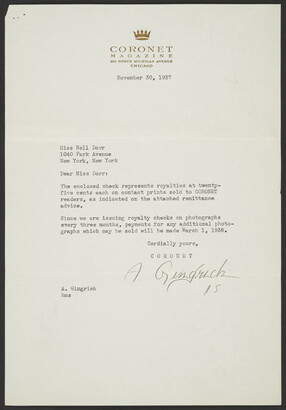 CORONET
MAGAZINE
919 NORTH MICHIGAN AVENUE
CHICAGO
November 30, 1937
Miss Nell Dorr
1040 Park Avenue
New York, New York
Dear Miss Dorr:
The enclosed check represents royalties at twenty-
five cents each on contact prints sold to CORONET
readers, as indicated on the attached remittance
advice.
Since we are issuing royalty checks on photographs
every three months, payments for any additional photo-
graphs which may be sold will be made March 1, 1938.
Cordially yours,
CORONET
A Gingrich
A. Gingrich